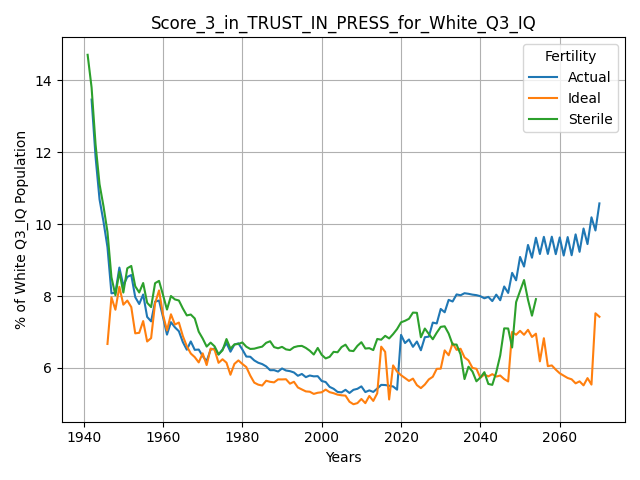 Score_3_in_TRUST_IN_PRESS_for_White_Q3_IQ
Fertility
Actual
Ideal
Sterile
% of White Q3_IQ Population
14
12
10
8
6
1940
1960
1980
2000
2020
2040
2060
Years